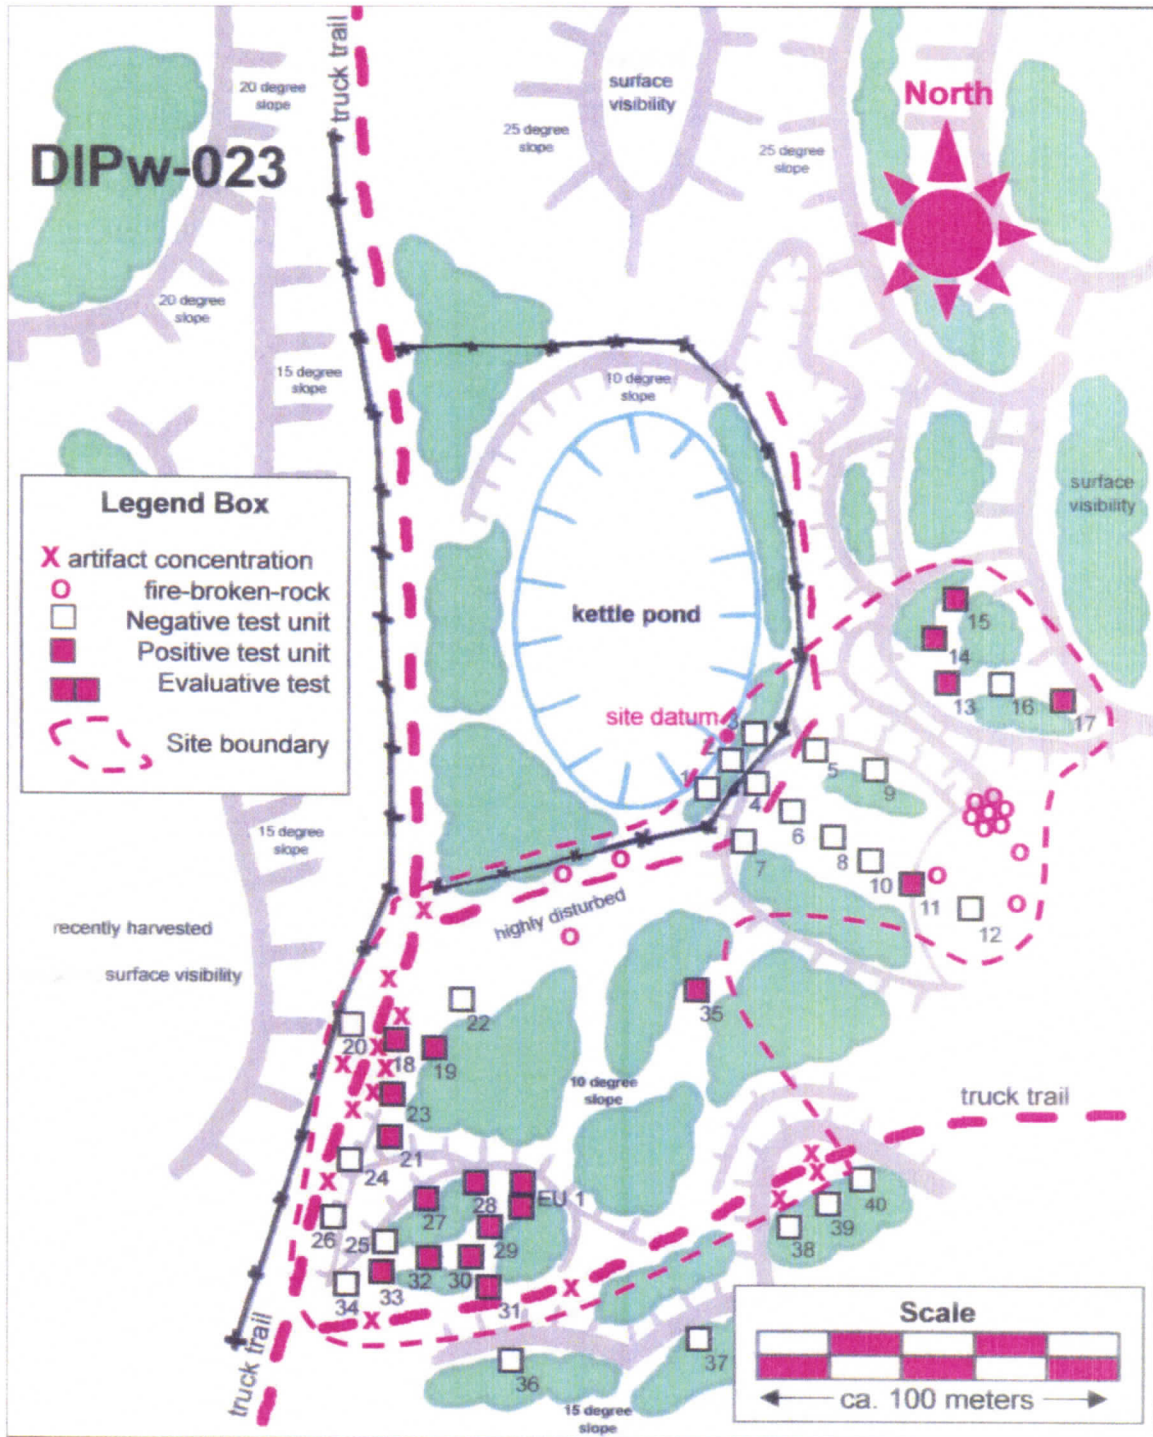 truck trail
20 degree
slope
surface
visibility
25 degree
slope
25 degree
slope
North
DlPw-023
20 degree
slope
15 degree
slope
10 degree
slope
surface
visibility
Legend Box
X artifact concentration
O fire-broken-rock
Negative test unit
Positive test unit
Evaluative test
Site boundary
kettle pond
15
14
13
16
17
site datum
3
2
1
4
5
9
6
7
8
10
11
12
15 degree
slope
recently harvested
surface visibility
highly disturbed
22
35
20
18
19
10 degree
slope
23
truck trail
21
24
28
EU 1
27
40
39
26
25
29
38
32
30
34
33
31
37
36
truck trail
15 degree
slope
Scale
ca. 100 meters